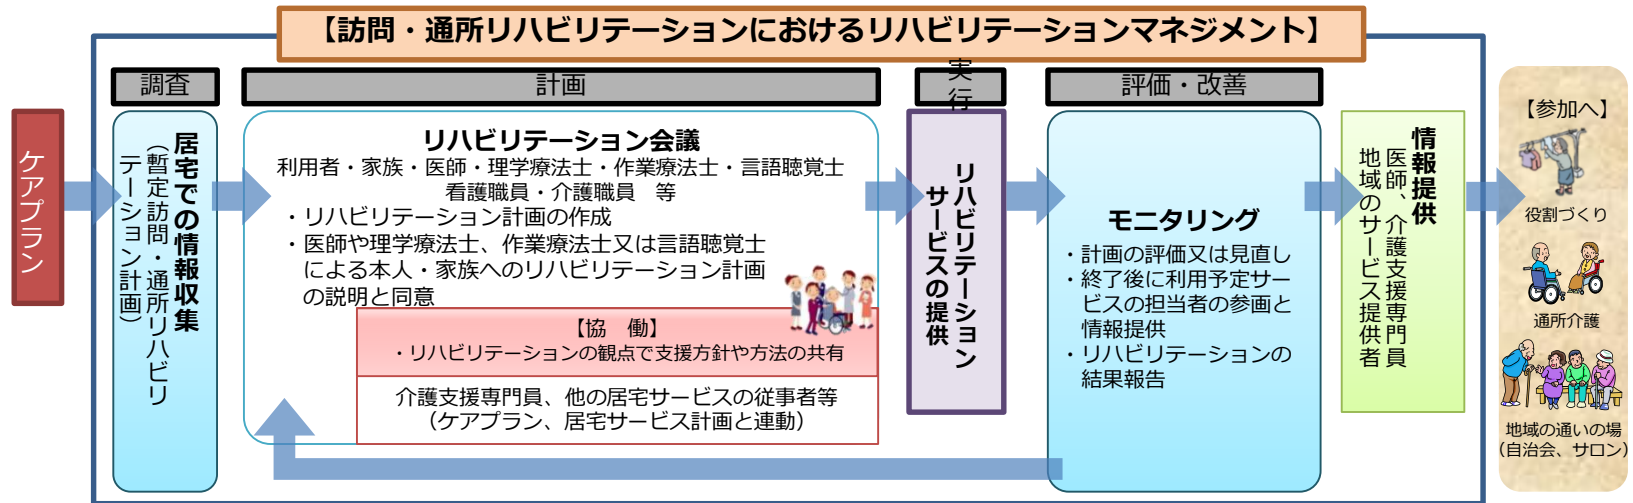 【訪問・通所リハビリテーションにおけるリハビリテーションマネジメント】
ケアプラン
調査
居宅での情報収集
（暫定訪問・通所リハビリ
テーション計画）
計画
リハビリテーション会議
利用者・家族・医師・理学療法士・作業療法士・言語聴覚士
看護職員・介護職員　等
・リハビリテーション計画の作成
・医師や理学療法士、作業療法士又は言語聴覚士
による本人・家族へのリハビリテーション計画
の説明と同意
【協　働】
・リハビリテーションの観点で支援方針や方法の共有
介護支援専門員、他の居宅サービスの従事者等
（ケアプラン、居宅サービス計画と連動）
実
行
リハビリテーション
サービスの提供
評価・改善
モニタリング
・計画の評価又は見直し
・終了後に利用予定サー
ビスの担当者の参画と
情報提供
・リハビリテーションの
結果報告
情報提供
医師、介護支援専門員
地域のサービス提供者
【参加へ】
役割づくり
通所介護
地域の通いの場
（自治会、サロン）